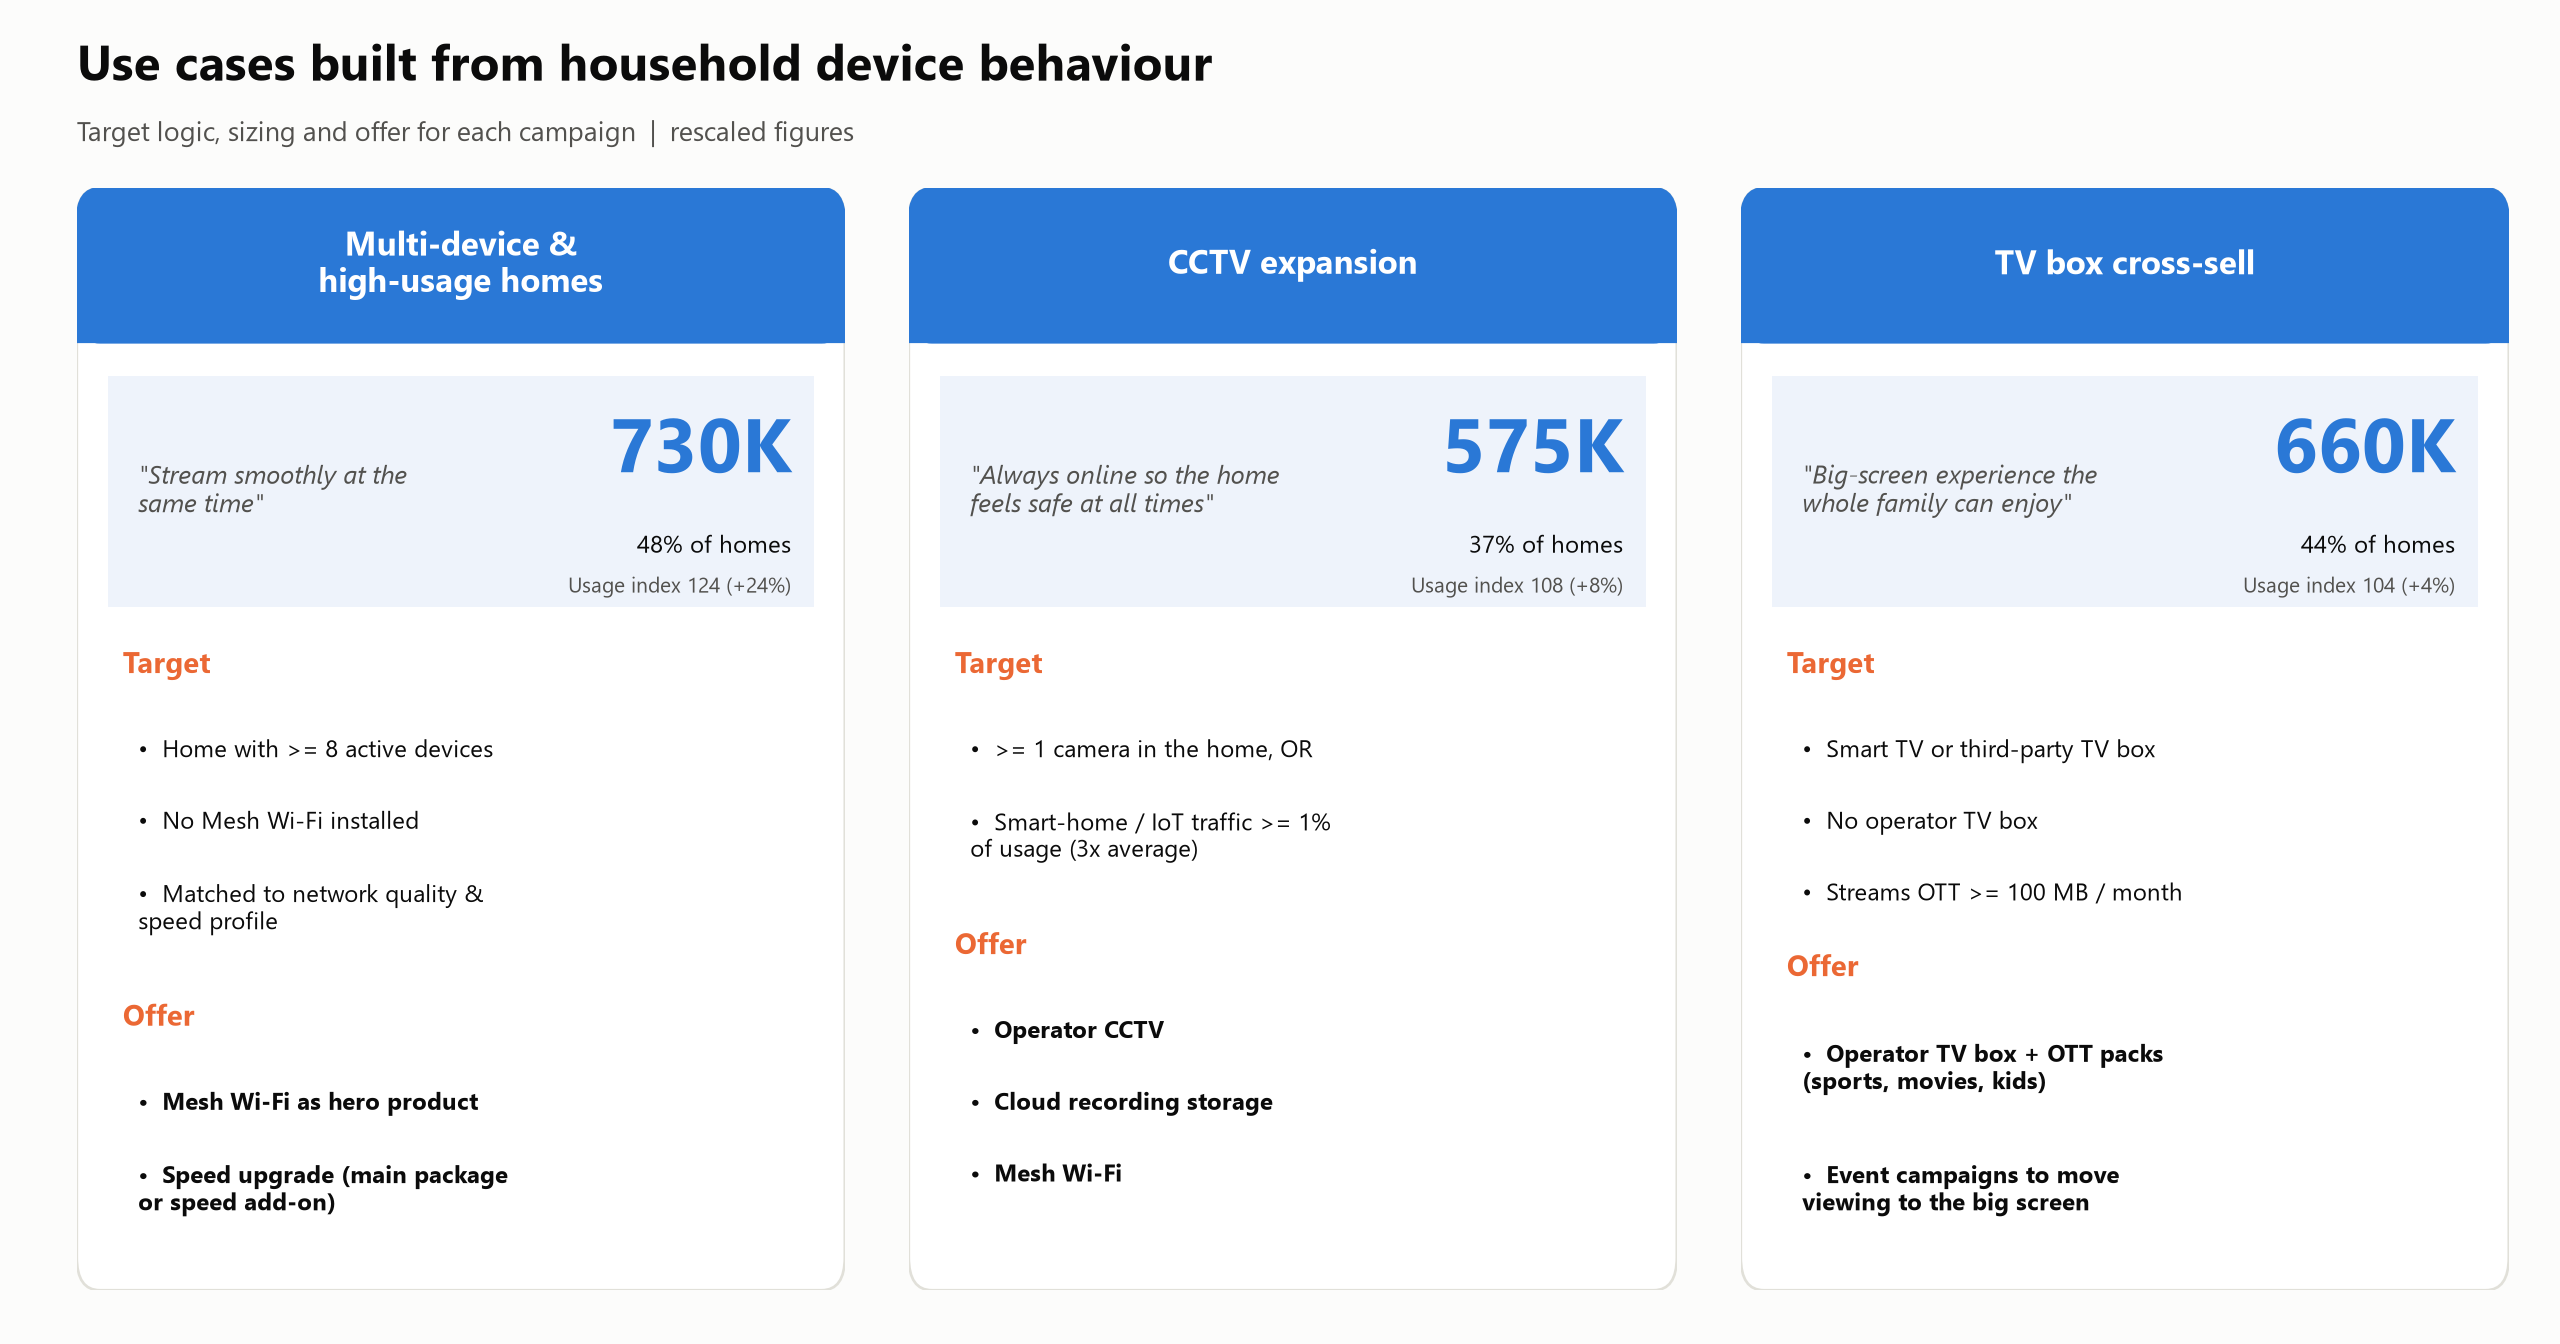 Use cases built from household device behaviour
Target logic, sizing and offer for each campaign | rescaled figures
Multi-device &
high-usage homes
"Stream smoothly at the
same time"
730K
48% of homes
Usage index 124 (+24%)
Target
• Home with >= 8 active devices
• No Mesh Wi-Fi installed
• Matched to network quality &
speed profile
Offer
• Mesh Wi-Fi as hero product
• Speed upgrade (main package
or speed add-on)
CCTV expansion
"Always online so the home
feels safe at all times"
575K
37% of homes
Usage index 108 (+8%)
Target
• >= 1 camera in the home, OR
• Smart-home / IoT traffic >= 1%
of usage (3x average)
Offer
• Operator CCTV
• Cloud recording storage
• Mesh Wi-Fi
TV box cross-sell
"Big-screen experience the
whole family can enjoy"
660K
44% of homes
Usage index 104 (+4%)
Target
• Smart TV or third-party TV box
• No operator TV box
• Streams OTT >= 100 MB / month
Offer
• Operator TV box + OTT packs
(sports, movies, kids)
• Event campaigns to move
viewing to the big screen